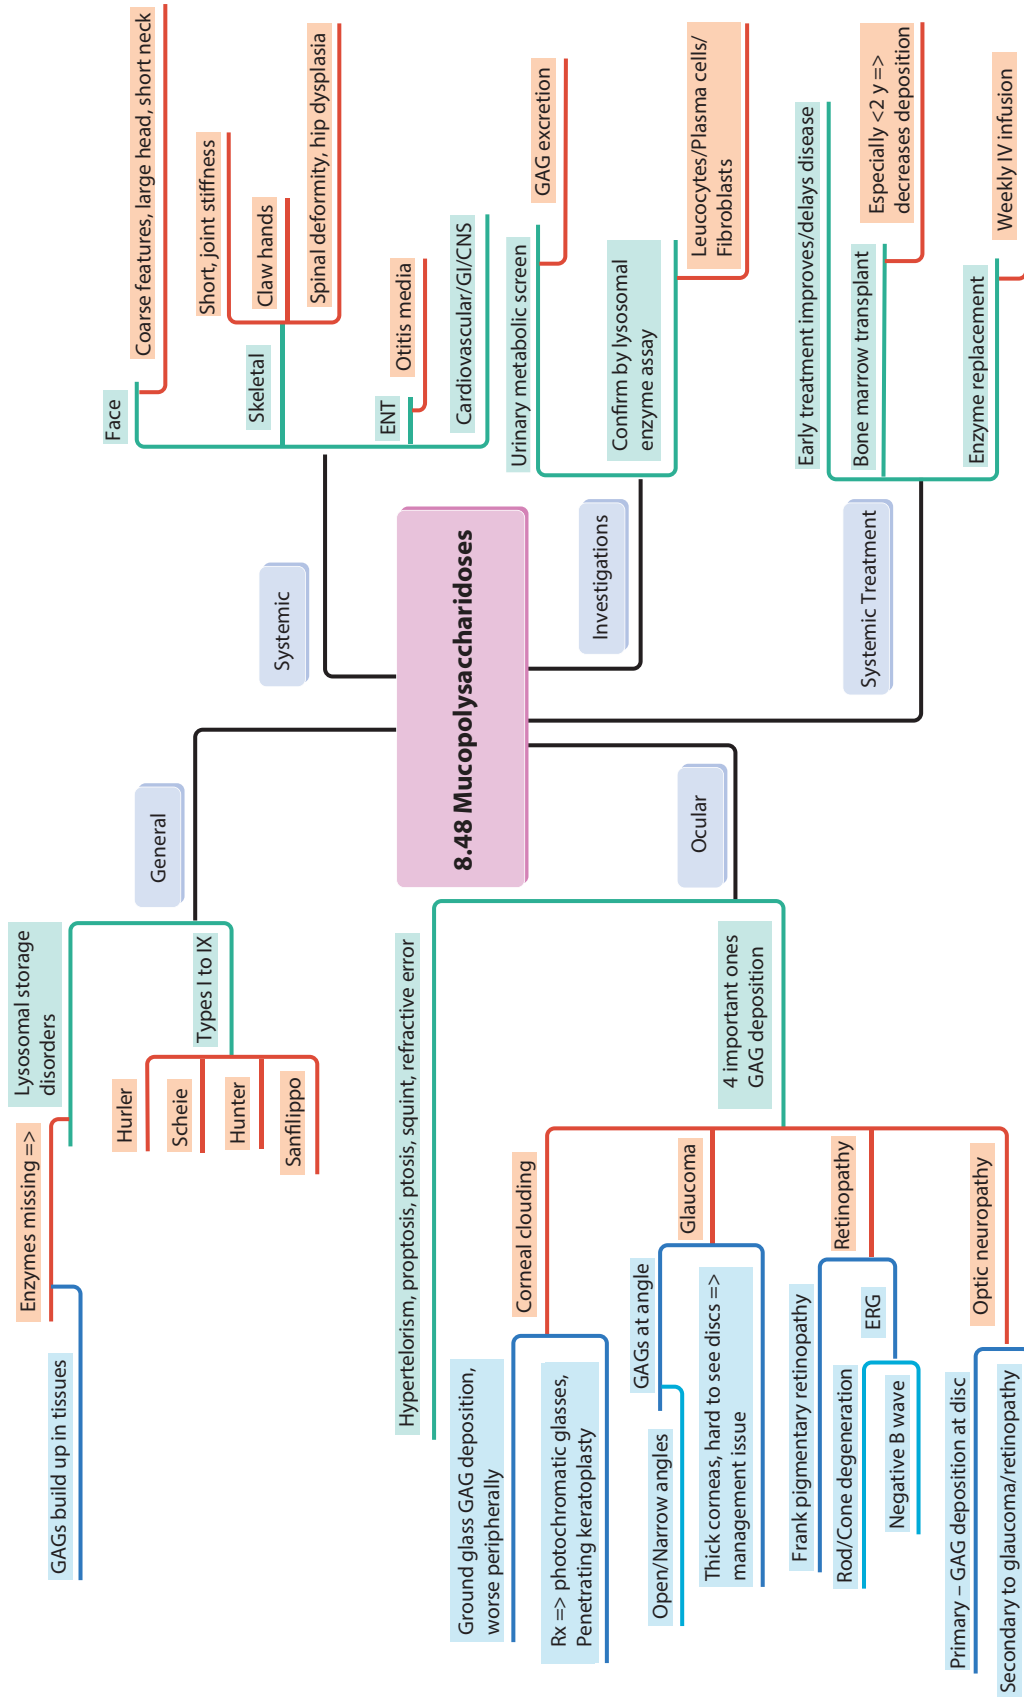 8.48 Mucopolysaccharidoses
General
Lysosomal storage
disorders
Enzymes missing =>
GAGs build up in tissues
Types I to IX
Hurler
Scheie
Hunter
Sanfilippo
Systemic
Face
Coarse features, large head, short neck
Skeletal
Short, joint stiffness
Claw hands
Spinal deformity, hip dysplasia
ENT
Otitis media
Cardiovascular/GI/CNS
Investigations
Urinary metabolic screen
GAG excretion
Confirm by lysosomal
enzyme assay
Leucocytes/Plasma cells/
Fibroblasts
Systemic Treatment
Early treatment improves/delays disease
Bone marrow transplant
Especially <2 y =>
decreases deposition
Enzyme replacement
Weekly IV infusion
Ocular
Hypertelorism, proptosis, ptosis, squint, refractive error
4 important ones
GAG deposition
Corneal clouding
Ground glass GAG deposition,
worse peripherally
Rx => photochromatic glasses,
Penetrating keratoplasty
Glaucoma
GAGs at angle
Open/Narrow angles
Thick corneas, hard to see discs =>
management issue
Retinopathy
Frank pigmentary retinopathy
ERG
Rod/Cone degeneration
Negative B wave
Optic neuropathy
Primary – GAG deposition at disc
Secondary to glaucoma/retinopathy